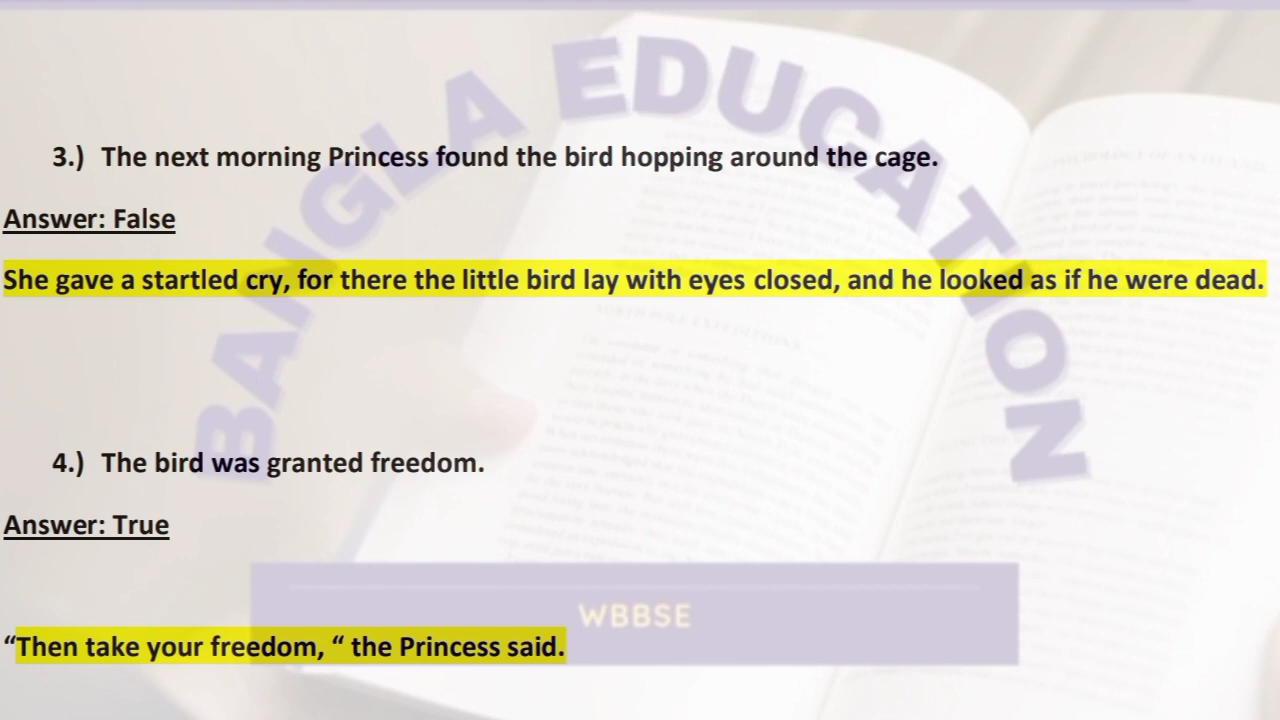 BANGLA EDUCATION
3.) The next morning Princess found the bird hopping around the cage.
Answer: False
She gave a startled cry, for there the little bird lay with eyes closed, and he looked as if he were dead.
4.) The bird was granted freedom.
Answer: True
WBBSE
“Then take your freedom, “ the Princess said.